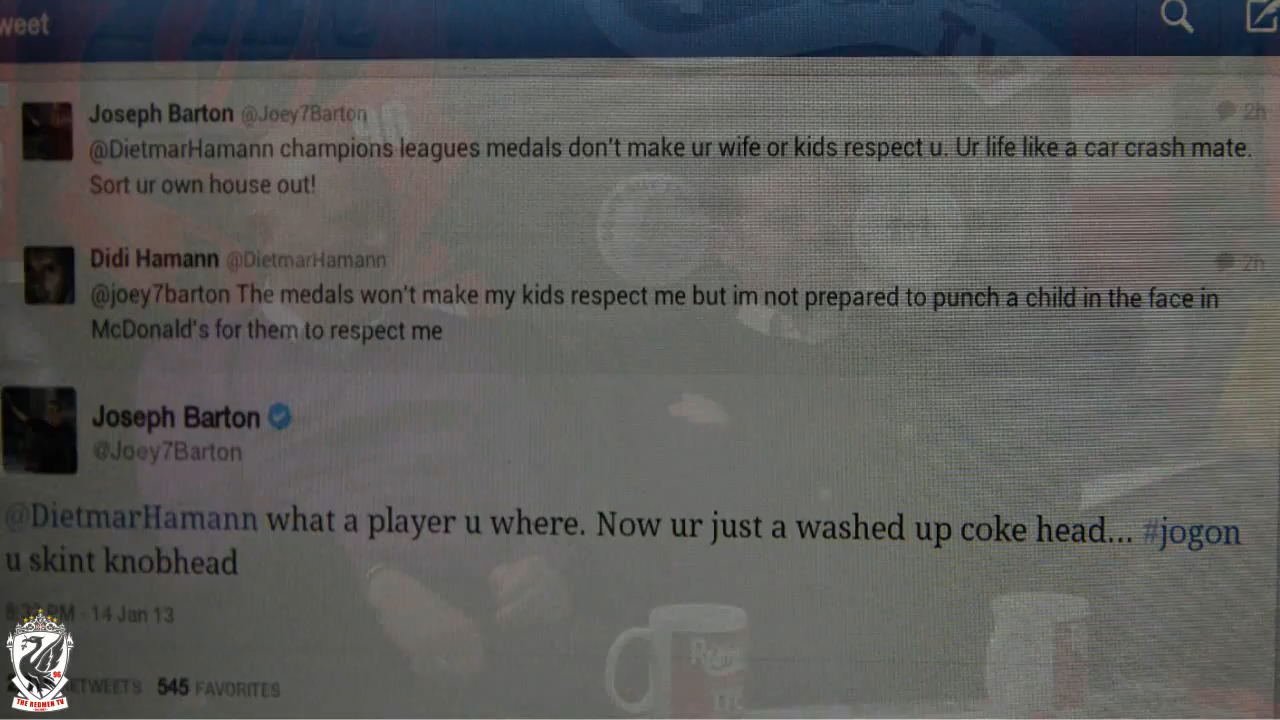 weet
Joseph Barton @Joey7Barton
2h
@DietmarHamann champions leagues medals don't make ur wife or kids respect u. Ur life like a car crash mate.
Sort ur own house out!
Didi Hamann @DietmarHamann
2h
@joey7barton The medals won't make my kids respect me but im not prepared to punch a child in the face in
McDonald's for them to respect me
Joseph Barton
@Joey7Barton
@DietmarHamann what a player u where. Now ur just a washed up coke head... #jogon
u skint knobhead
PM - 14 Jan 13
ETWEETS 545 FAVORITES
THE REDMEN TV